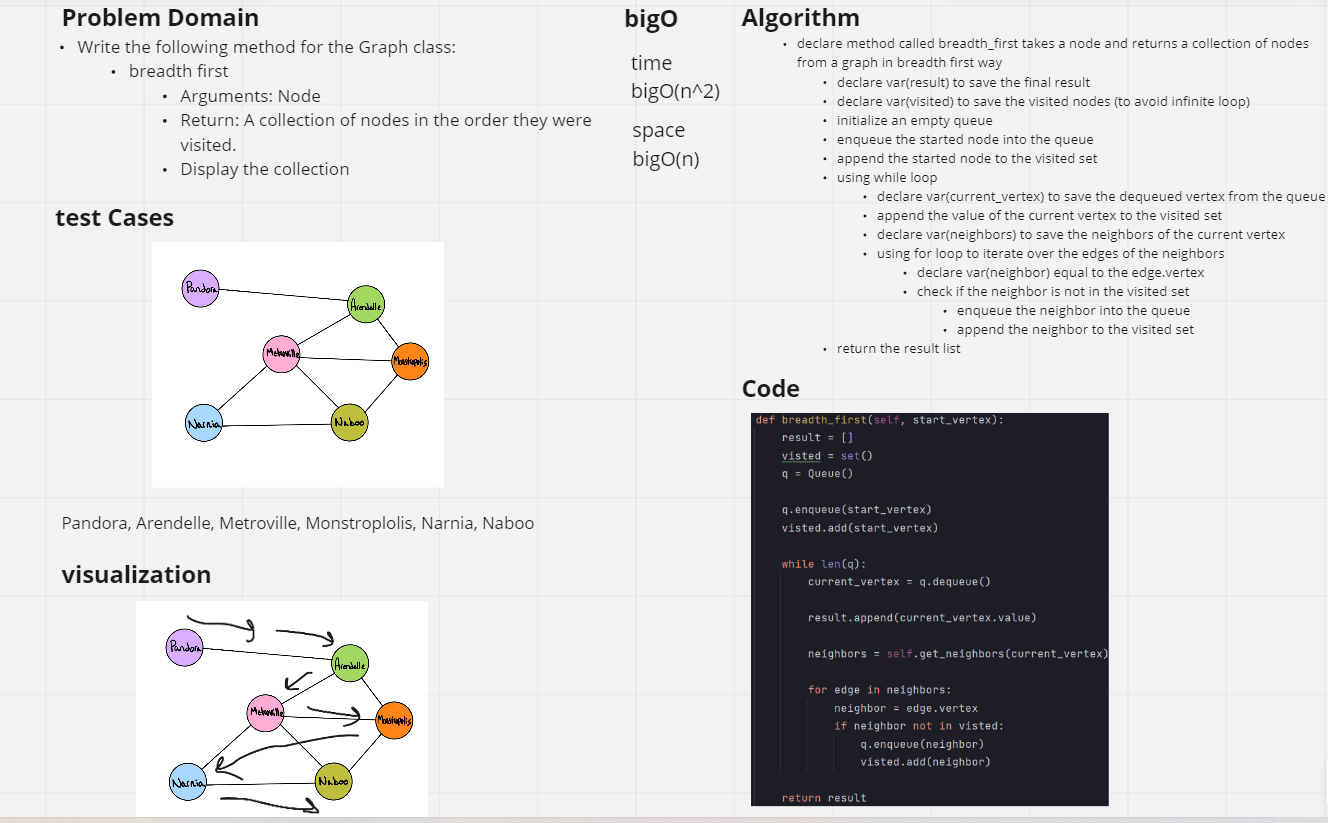 Problem Domain
• Write the following method for the Graph class:
• breadth first
• Arguments: Node
• Return: A collection of nodes in the order they were
visited.
• Display the collection
test Cases
Pandora
Arendelle
Metroville
Monstropolis
Narnia
Naboo
Pandora, Arendelle, Metroville, Monstroplolis, Narnia, Naboo
visualization
Pandora
Arendelle
Metroville
Monstropolis
Narnia
Naboo
bigO
time
bigO(n^2)
space
bigO(n)
Algorithm
• declare method called breadth_first takes a node and returns a collection of nodes
from a graph in breadth first way
• declare var(result) to save the final result
• declare var(visited) to save the visited nodes (to avoid infinite loop)
• initialize an empty queue
• enqueue the started node into the queue
• append the started node to the visited set
• using while loop
• declare var(current_vertex) to save the dequeued vertex from the queue
• append the value of the current vertex to the visited set
• declare var(neighbors) to save the neighbors of the current vertex
• using for loop to iterate over the edges of the neighbors
• declare var(neighbor) equal to the edge.vertex
• check if the neighbor is not in the visited set
• enqueue the neighbor into the queue
• append the neighbor to the visited set
• return the result list
Code
def breadth_first(self, start_vertex):
result = []
visted = set()
q = Queue()
q.enqueue(start_vertex)
visted.add(start_vertex)
while len(q):
current_vertex = q.dequeue()
result.append(current_vertex.value)
neighbors = self.get_neighbors(current_vertex)
for edge in neighbors:
neighbor = edge.vertex
if neighbor not in visted:
q.enqueue(neighbor)
visted.add(neighbor)
return result